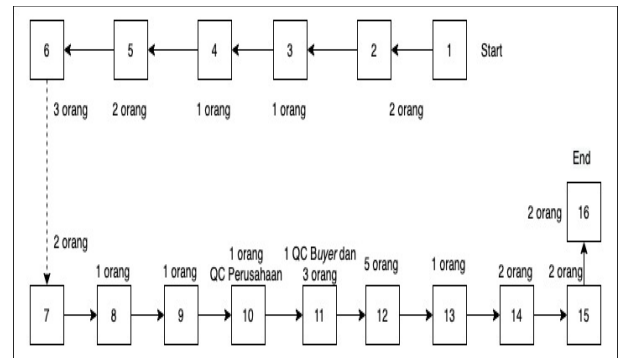 6
5
4
3
2
1
Start
3 orang
2 orang
1 orang
1 orang
2 orang
End
2 orang
16
2 orang
1 orang
1 orang
1 orang
QC Perusahaan
1 QC Buyer dan
3 orang
5 orang
1 orang
2 orang
2 orang
7
8
9
10
11
12
13
14
15